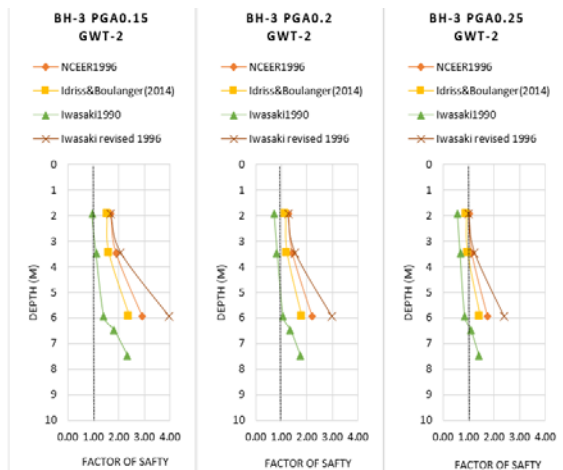 BH-3 PGA0.15
GWT-2
NCEER1996
Idriss&Boulanger(2014)
Iwasaki1990
Iwasaki revised 1996
0
1
2
3
4
5
6
7
8
9
10
DEPTH (M)
0.00 1.00 2.00 3.00 4.00
FACTOR OF SAFTY
BH-3 PGA0.2
GWT-2
NCEER1996
Idriss&Boulanger(2014)
Iwasaki1990
Iwasaki revised 1996
0
1
2
3
4
5
6
7
8
9
10
DEPTH (M)
0.00 1.00 2.00 3.00 4.00
FACTOR OF SAFTY
BH-3 PGA0.25
GWT-2
NCEER1996
Idriss&Boulanger(2014)
Iwasaki1990
Iwasaki revised 1996
0
1
2
3
4
5
6
7
8
9
10
DEPTH (M)
0.00 1.00 2.00 3.00 4.00
FACTOR OF SAFTY